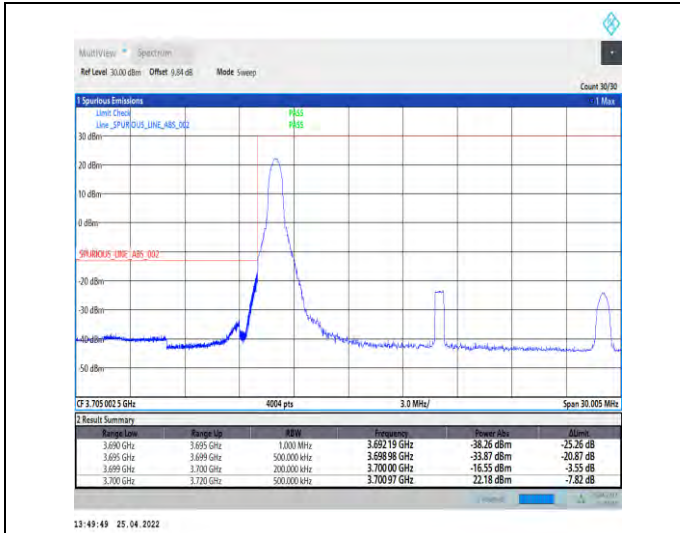 MultiView Spectrum
Ref Level 30.00 dBm Offset 9.84 dB Mode Sweep
Count 30/30
1 Spurious Emissions 1 Max
Limit Check PASS
Line _SPURIOUS_LINE_ABS_002 PASS
30 dBm
20 dBm
10 dBm
0 dBm
_SPURIOUS_LINE_ABS_002
-20 dBm
-30 dBm
-40 dBm
-50 dBm
CF 3.705 002 5 GHz 4004 pts 3.0 MHz/ Span 30.005 MHz
2 Result Summary
Range Low Range Up RBW Frequency Power Abs ΔLimit
3.690 GHz 3.695 GHz 1.000 MHz 3.692 19 GHz -38.26 dBm -25.26 dB
3.695 GHz 3.699 GHz 500.000 kHz 3.698 98 GHz -33.87 dBm -20.87 dB
3.699 GHz 3.700 GHz 200.000 kHz 3.700 00 GHz -16.55 dBm -3.55 dB
3.700 GHz 3.720 GHz 500.000 kHz 3.700 97 GHz 22.18 dBm -7.82 dB
13:49:49 25.04.2022